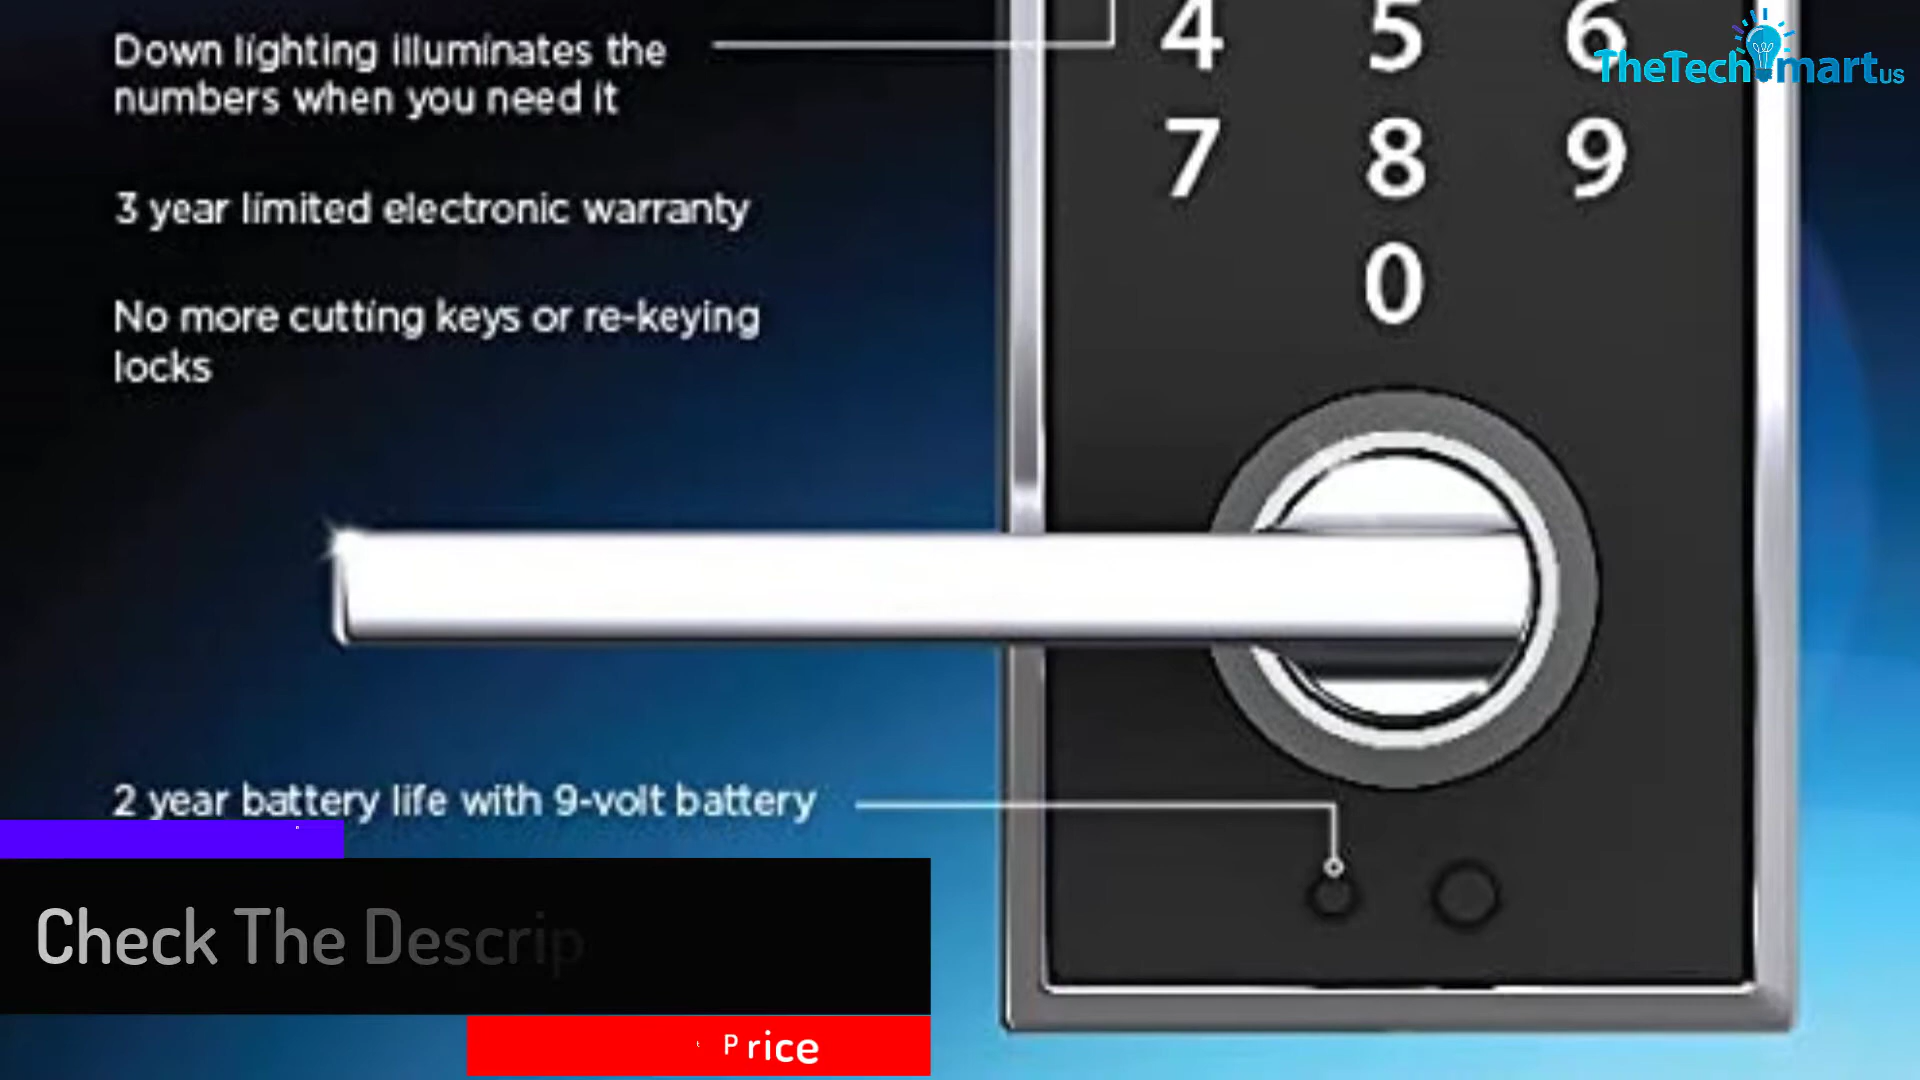 Down lighting illuminates the
numbers when you need it
3 year limited electronic warranty
No more cutting keys or re-keying
locks
2 year battery life with 9-volt battery
4 5 6
7 8 9
0
TheTechSmart US
Check The Descrip
Price